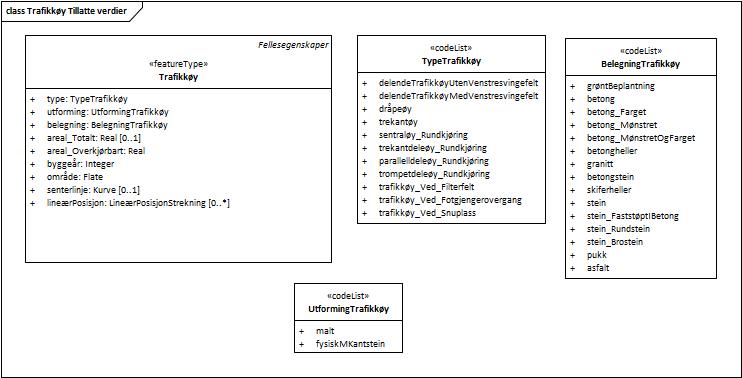 class Trafikkøy Tillatte verdier
Fellesegenskaper
«featureType»
Trafikkøy
+ type: TypeTrafikkøy
+ utforming: UtformingTrafikkøy
+ belegning: BelegningTrafikkøy
+ areal_Totalt: Real [0..1]
+ areal_Overkjørbart: Real
+ byggeår: Integer
+ område: Flate
+ senterlinje: Kurve [0..1]
+ lineærPosisjon: LineærPosisjonStrekning [0..*]
«codeList»
TypeTrafikkøy
+ delendeTrafikkøyUtenVenstresvingefelt
+ delendeTrafikkøyMedVenstresvingefelt
+ dråpeøy
+ trekantøy
+ sentraløy_Rundkjøring
+ trekantdeleøy_Rundkjøring
+ parallelldeleøy_Rundkjøring
+ trompetdeleøy_Rundkjøring
+ trafikkøy_Ved_Filterfelt
+ trafikkøy_Ved_Fotgjengerovergang
+ trafikkøy_Ved_Snuplass
«codeList»
BelegningTrafikkøy
+ grøntBeplantning
+ betong
+ betong_Farget
+ betong_Mønstret
+ betong_MønstretOgFarget
+ betongheller
+ granitt
+ betongstein
+ skiferheller
+ stein
+ stein_FaststøptIBetong
+ stein_Rundstein
+ stein_Brostein
+ pukk
+ asfalt
«codeList»
UtformingTrafikkøy
+ malt
+ fysiskMKantstein